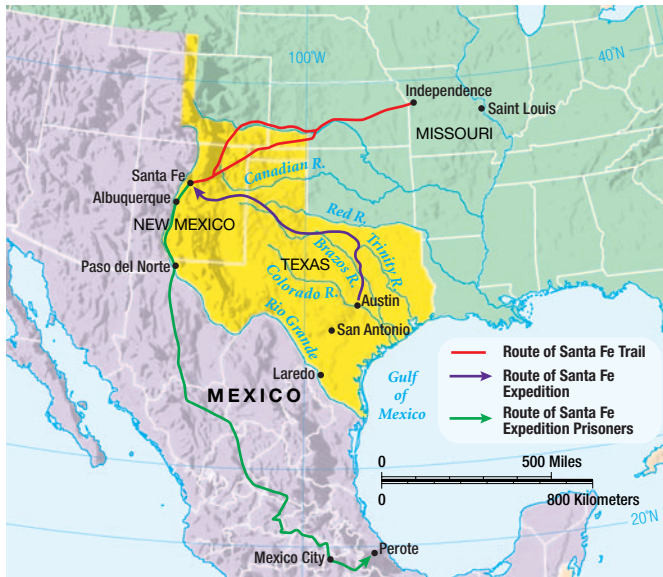 100°W
40°N
Independence
Saint Louis
MISSOURI
Santa Fe
Canadian R.
Albuquerque
Red R.
NEW MEXICO
Trinity R.
Brazos R.
TEXAS
Paso del Norte
Colorado R.
Austin
Rio Grande
San Antonio
Laredo
MEXICO
Gulf
of
Mexico
Route of Santa Fe Trail
Route of Santa Fe
Expedition
Route of Santa Fe
Expedition Prisoners
0 500 Miles
0 800 Kilometers
20°N
Mexico City
Perote